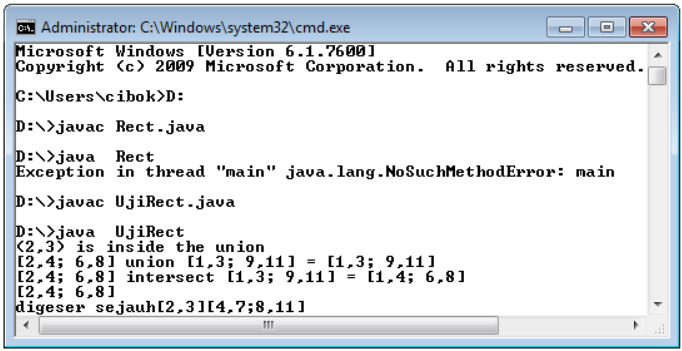 Administrator: C:\Windows\system32\cmd.exe
Microsoft Windows [Version 6.1.7600]
Copyright (c) 2009 Microsoft Corporation.  All rights reserved.
C:\Users\cibok>D:
D:\>javac Rect.java
D:\>java  Rect
Exception in thread "main" java.lang.NoSuchMethodError: main
D:\>javac UjiRect.java
D:\>java  UjiRect
(2,3) is inside the union
[2,4; 6,8] union [1,3; 9,11] = [1,3; 9,11]
[2,4; 6,8] intersect [1,3; 9,11] = [1,4; 6,8]
[2,4; 6,8]
digeser sejauh[2,3][4,7;8,11]